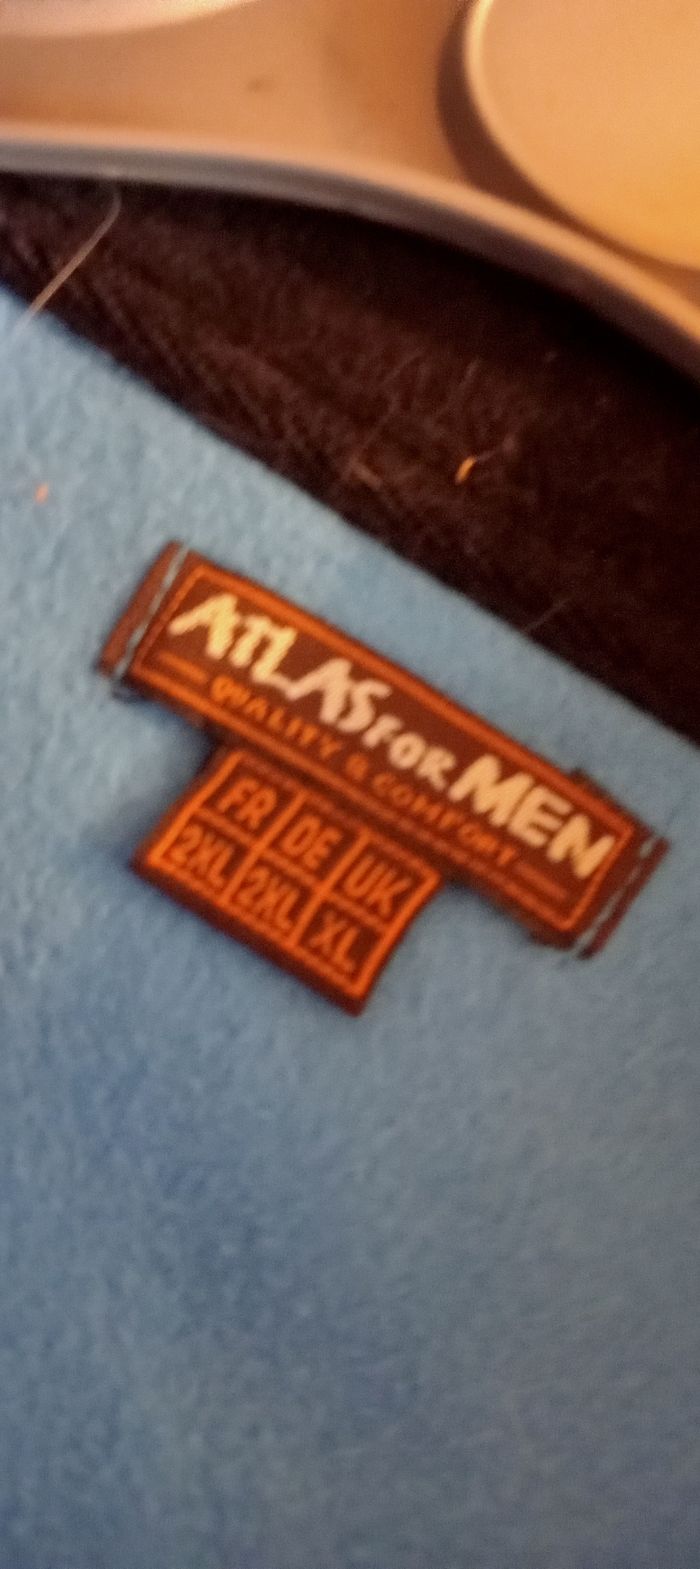 ATLAS FOR MEN
QUALITY & COMFORT
FR DE UK
2XL 2XL XL